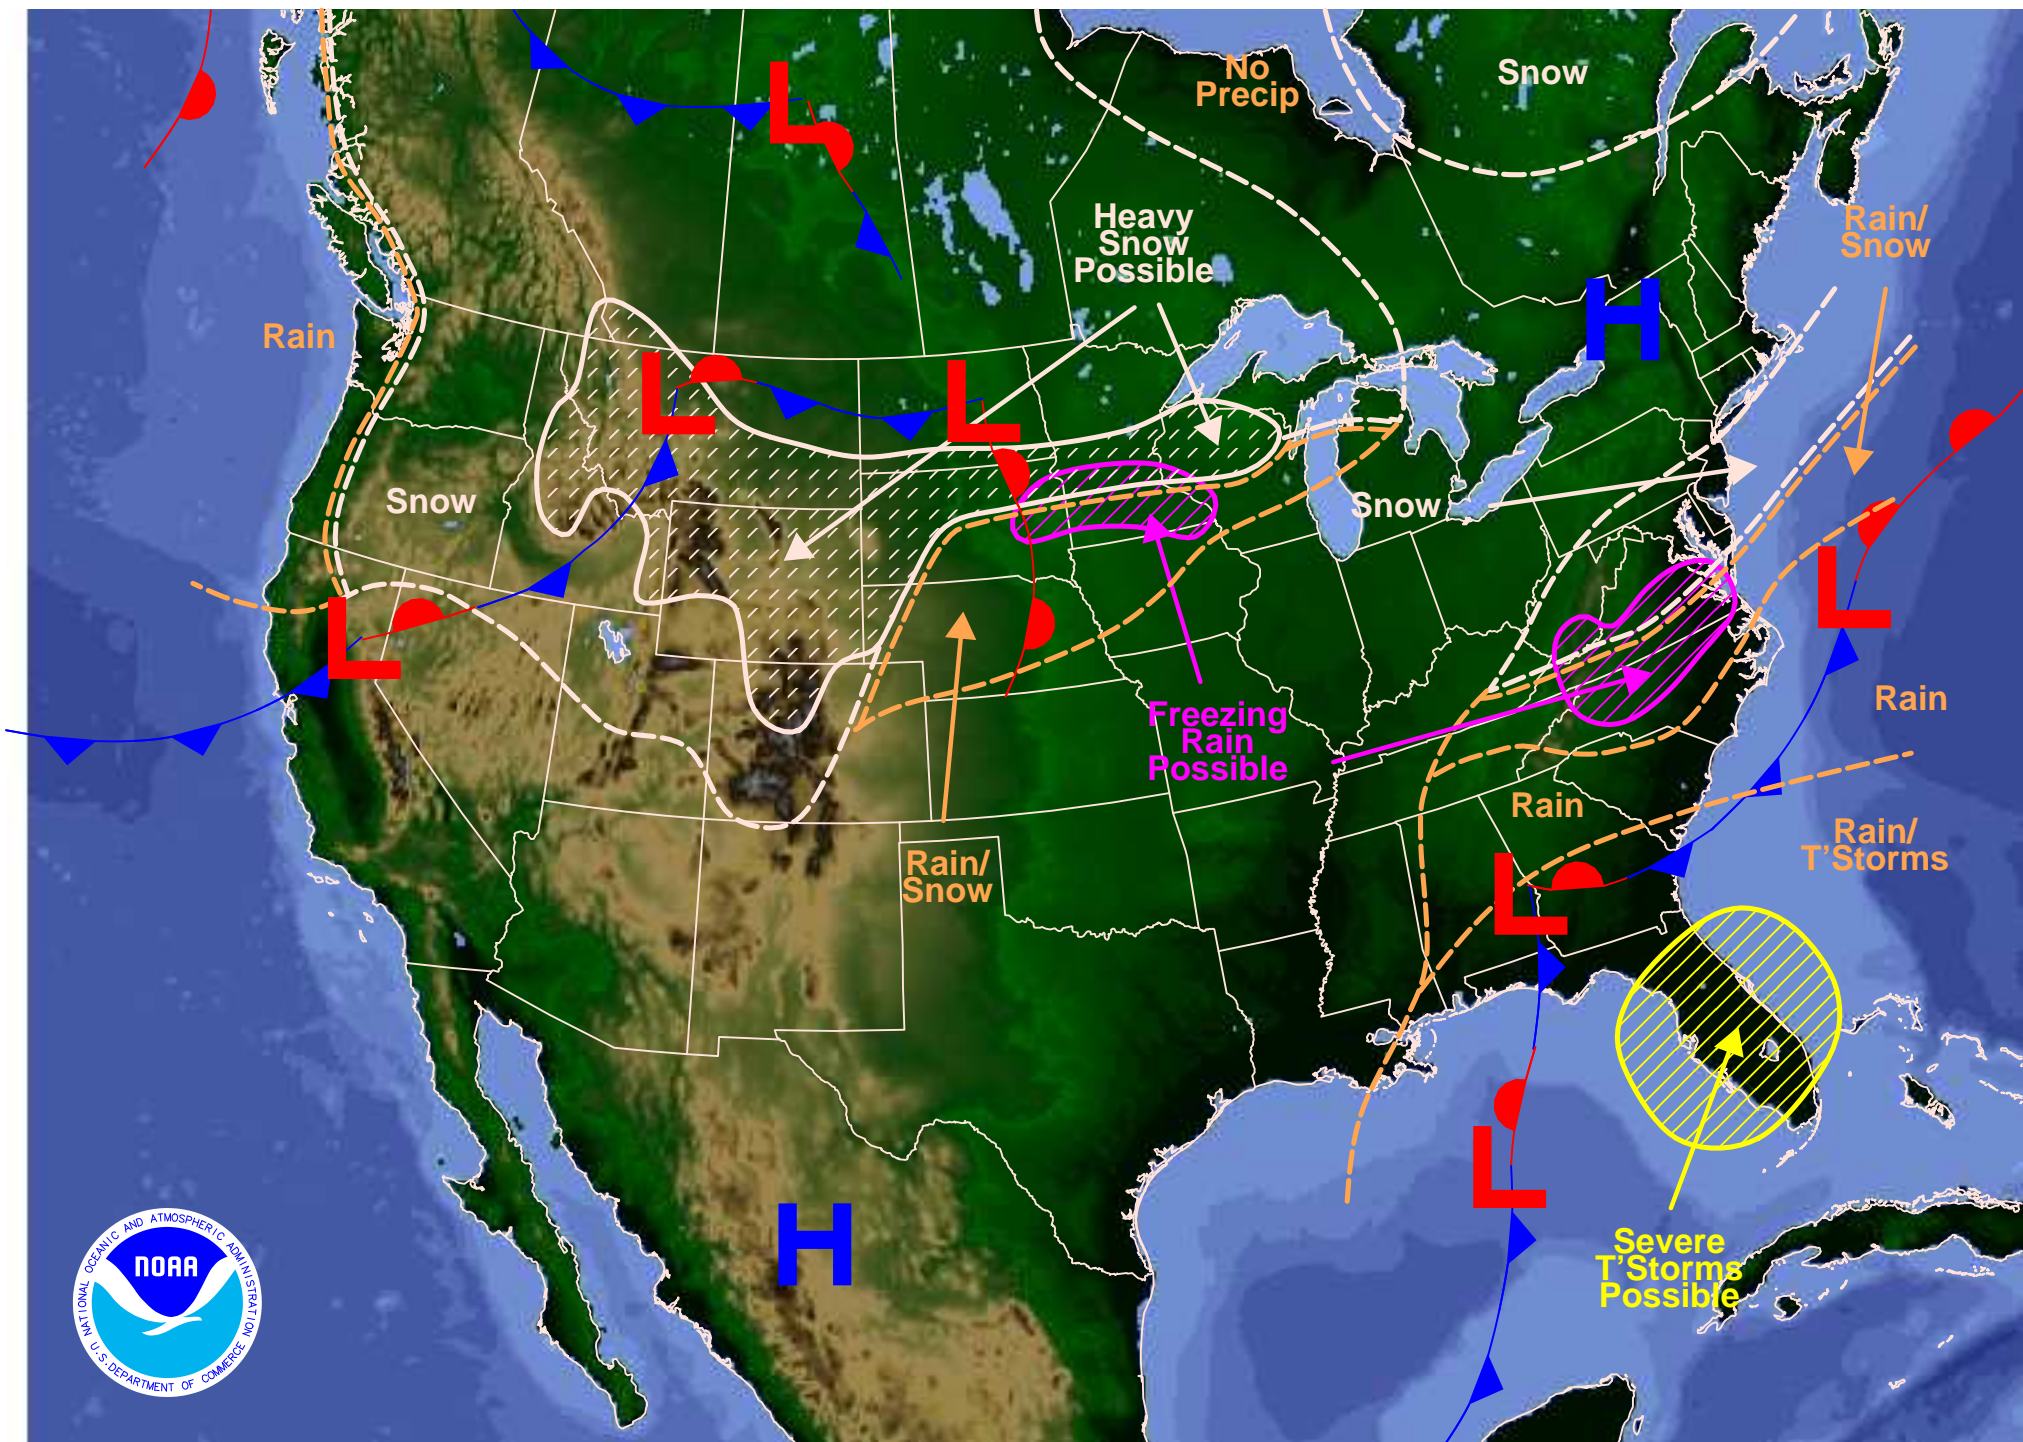 No
Precip
Snow
Heavy
Snow
Possible
Rain/
Snow
Rain
Snow
Snow
Freezing
Rain
Possible
Rain
Rain
Rain/
T'Storms
Rain/
Snow
Severe
T'Storms
Possible
L
L
L
L
L
L
L
H
H
NOAA
NATIONAL OCEANIC AND ATMOSPHERIC ADMINISTRATION
U.S. DEPARTMENT OF COMMERCE